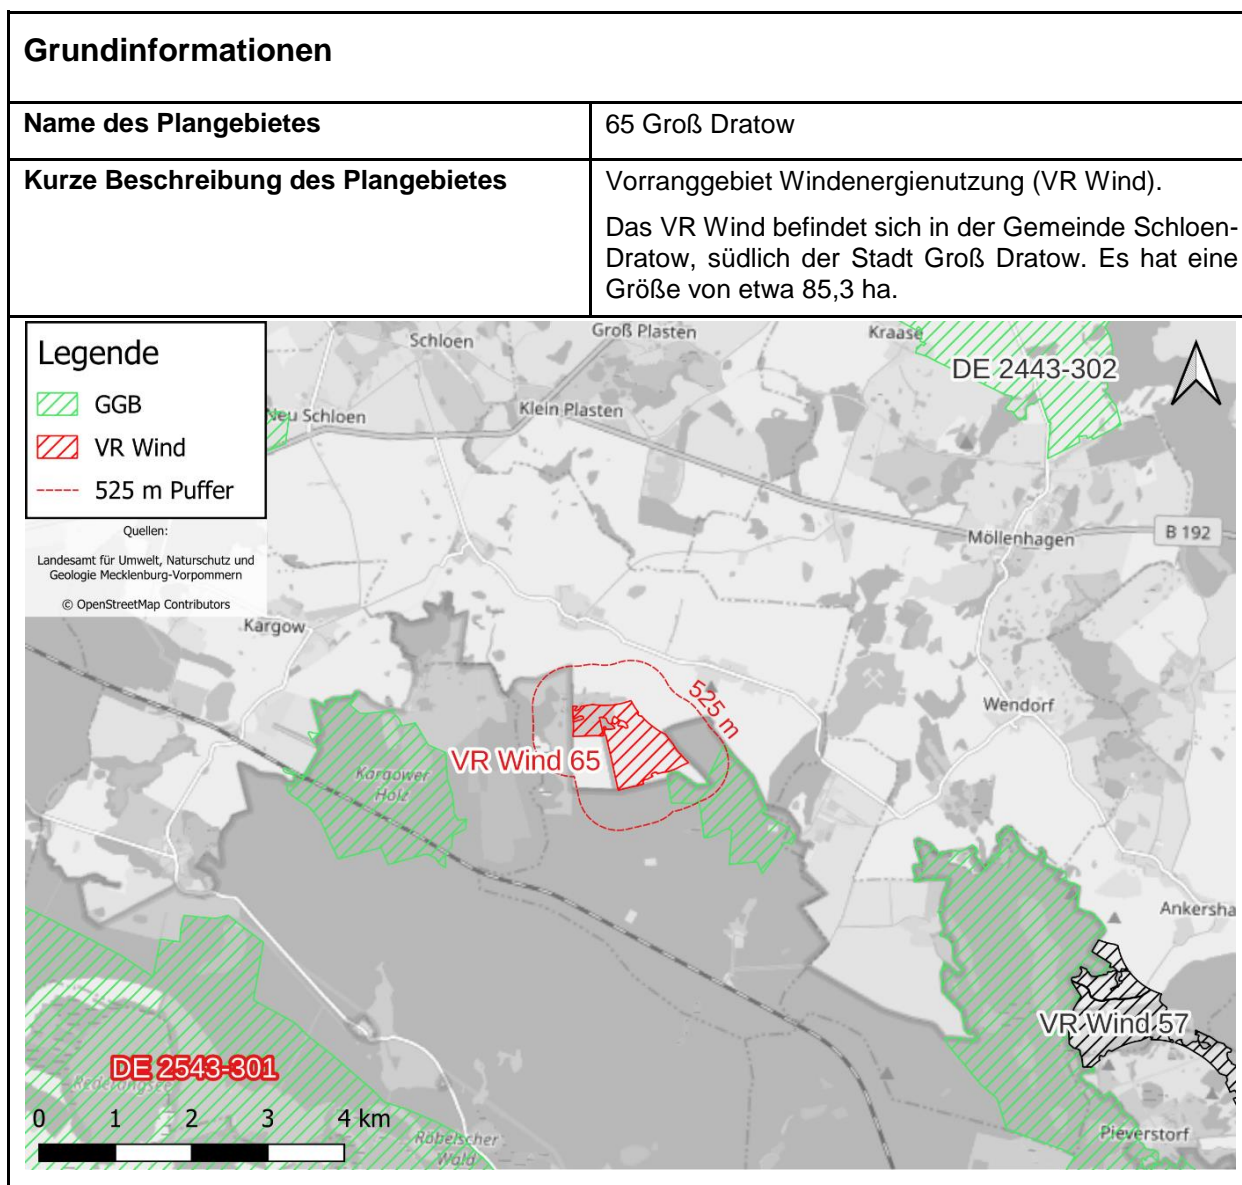 Grundinformationen
Name des Plangebietes
65 Groß Dratow
Kurze Beschreibung des Plangebietes
Vorranggebiet Windenergienutzung (VR Wind).
Das VR Wind befindet sich in der Gemeinde Schloen-
Dratow, südlich der Stadt Groß Dratow. Es hat eine
Größe von etwa 85,3 ha.
Legende
GGB
VR Wind
525 m Puffer
Quellen:
Landesamt für Umwelt, Naturschutz und
Geologie Mecklenburg-Vorpommern
© OpenStreetMap Contributors
Schloen
Groß Plasten
Kraase
DE 2443-302
Neu Schloen
Klein Plasten
Möllenhagen
B 192
Kargow
525 m
Wendorf
VR Wind 65
Kargower
Holz
Ankersha
VR Wind 57
DE 2543-301
Rederangsee
0 1 2 3 4 km
Röbelscher
Wald
Pieverstorf